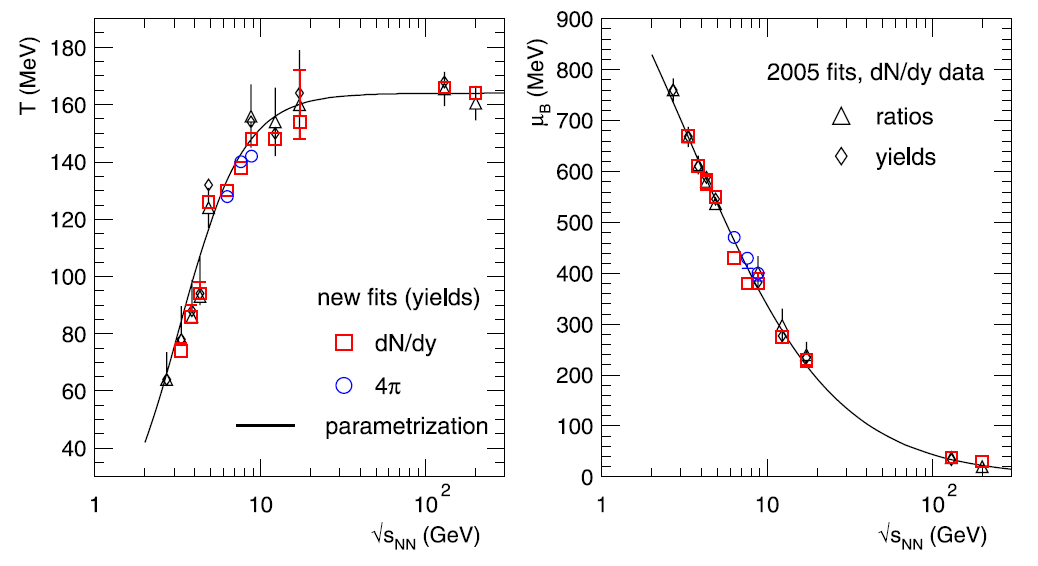 T (MeV)
180
160
140
120
100
80
60
40
new fits (yields)
dN/dy
4π
parametrization
1
10
10²
√s_NN (GeV)
μ_B (MeV)
900
800
700
600
500
400
300
200
100
0
2005 fits, dN/dy data
ratios
yields
1
10
10²
√s_NN (GeV)